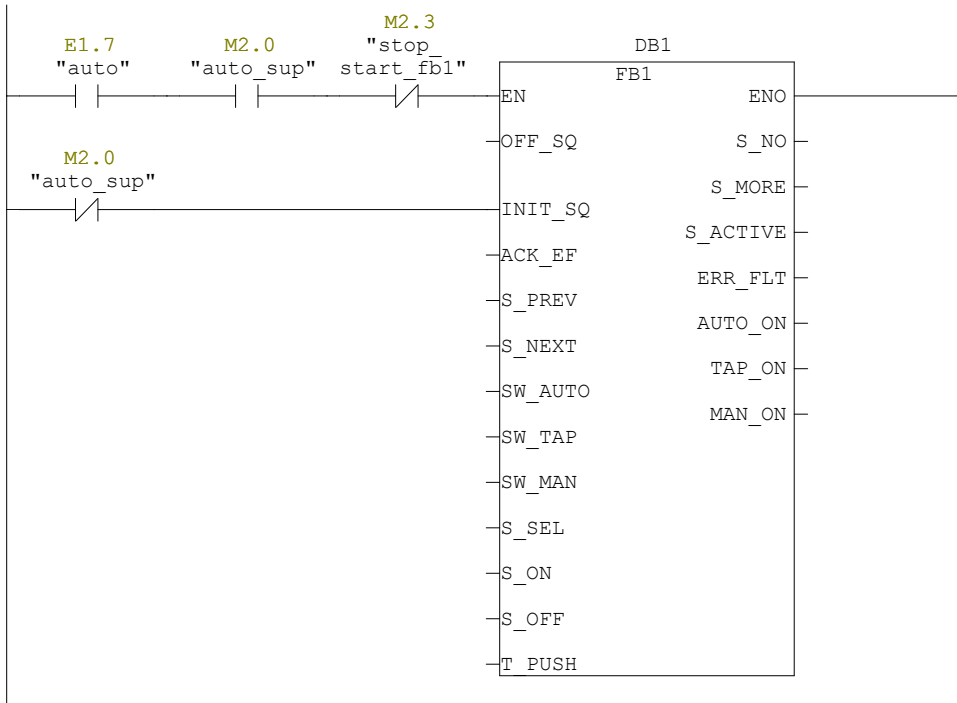 M2.3
E1.7 M2.0 "stop_ DB1
"auto" "auto_sup" start_fb1" FB1
EN ENO
OFF_SQ S_NO
M2.0
"auto_sup" S_MORE
INIT_SQ
S_ACTIVE
ACK_EF
ERR_FLT
S_PREV
AUTO_ON
S_NEXT
TAP_ON
SW_AUTO
MAN_ON
SW_TAP
SW_MAN
S_SEL
S_ON
S_OFF
T_PUSH